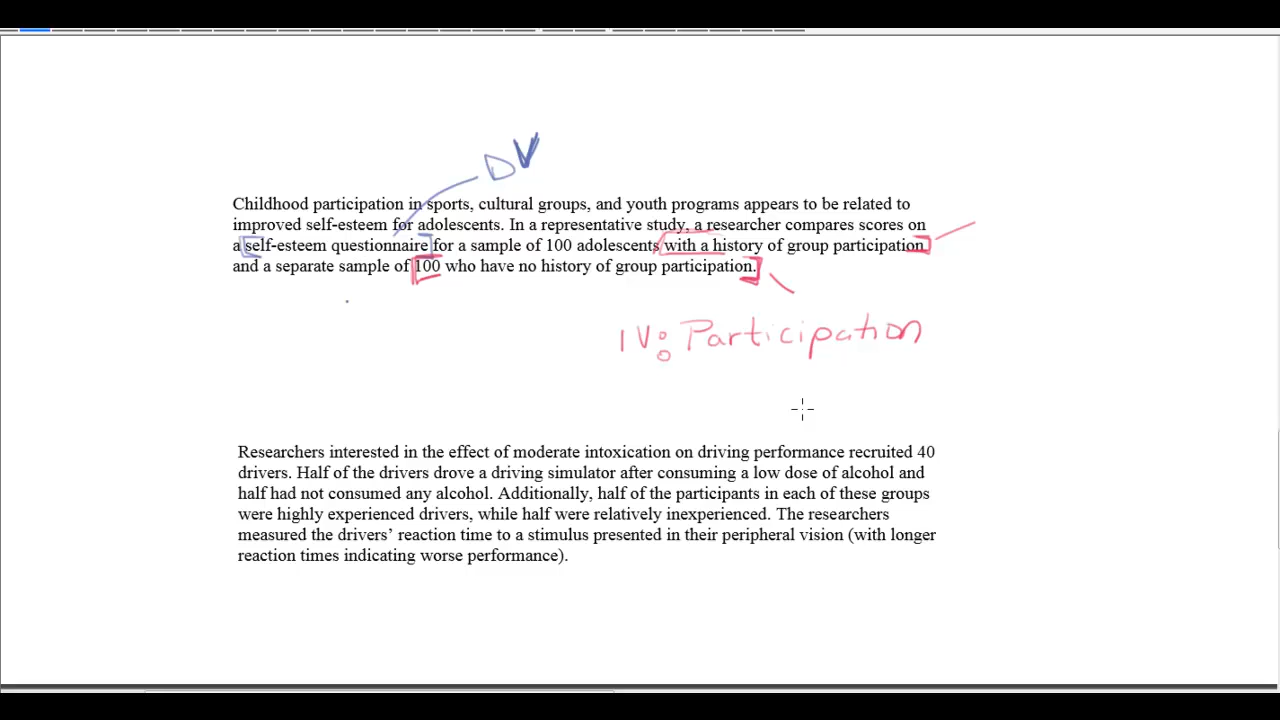 DV
Childhood participation in sports, cultural groups, and youth programs appears to be related to
improved self-esteem for adolescents. In a representative study, a researcher compares scores on
a self-esteem questionnaire for a sample of 100 adolescents with a history of group participation
and a separate sample of 100 who have no history of group participation.
IV: Participation
Researchers interested in the effect of moderate intoxication on driving performance recruited 40
drivers. Half of the drivers drove a driving simulator after consuming a low dose of alcohol and
half had not consumed any alcohol. Additionally, half of the participants in each of these groups
were highly experienced drivers, while half were relatively inexperienced. The researchers
measured the drivers’ reaction time to a stimulus presented in their peripheral vision (with longer
reaction times indicating worse performance).